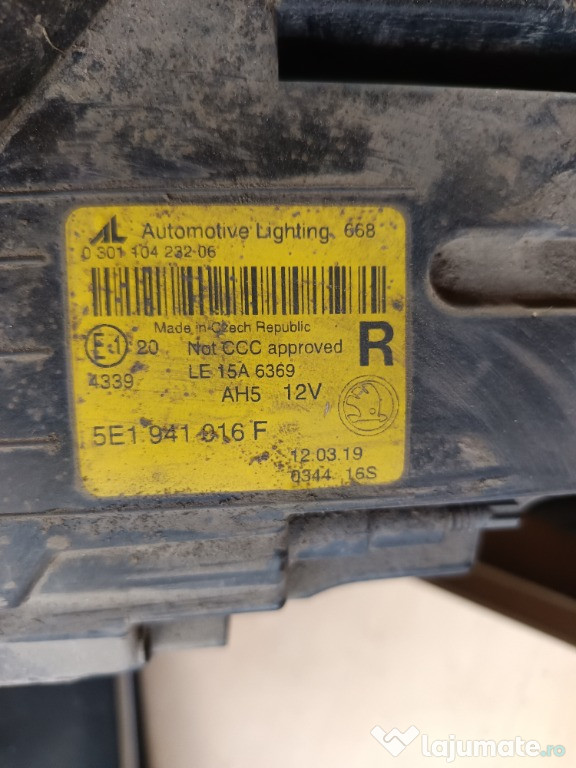 AL Automotive Lighting 668
0 301 104 232-06
Made in Czech Republic
E1 20 Not CCC approved R
4339 LE 15A 6369
AH5 12V
5E1 941 016 F
12.03.19
0344 16S
Lajumate.ro